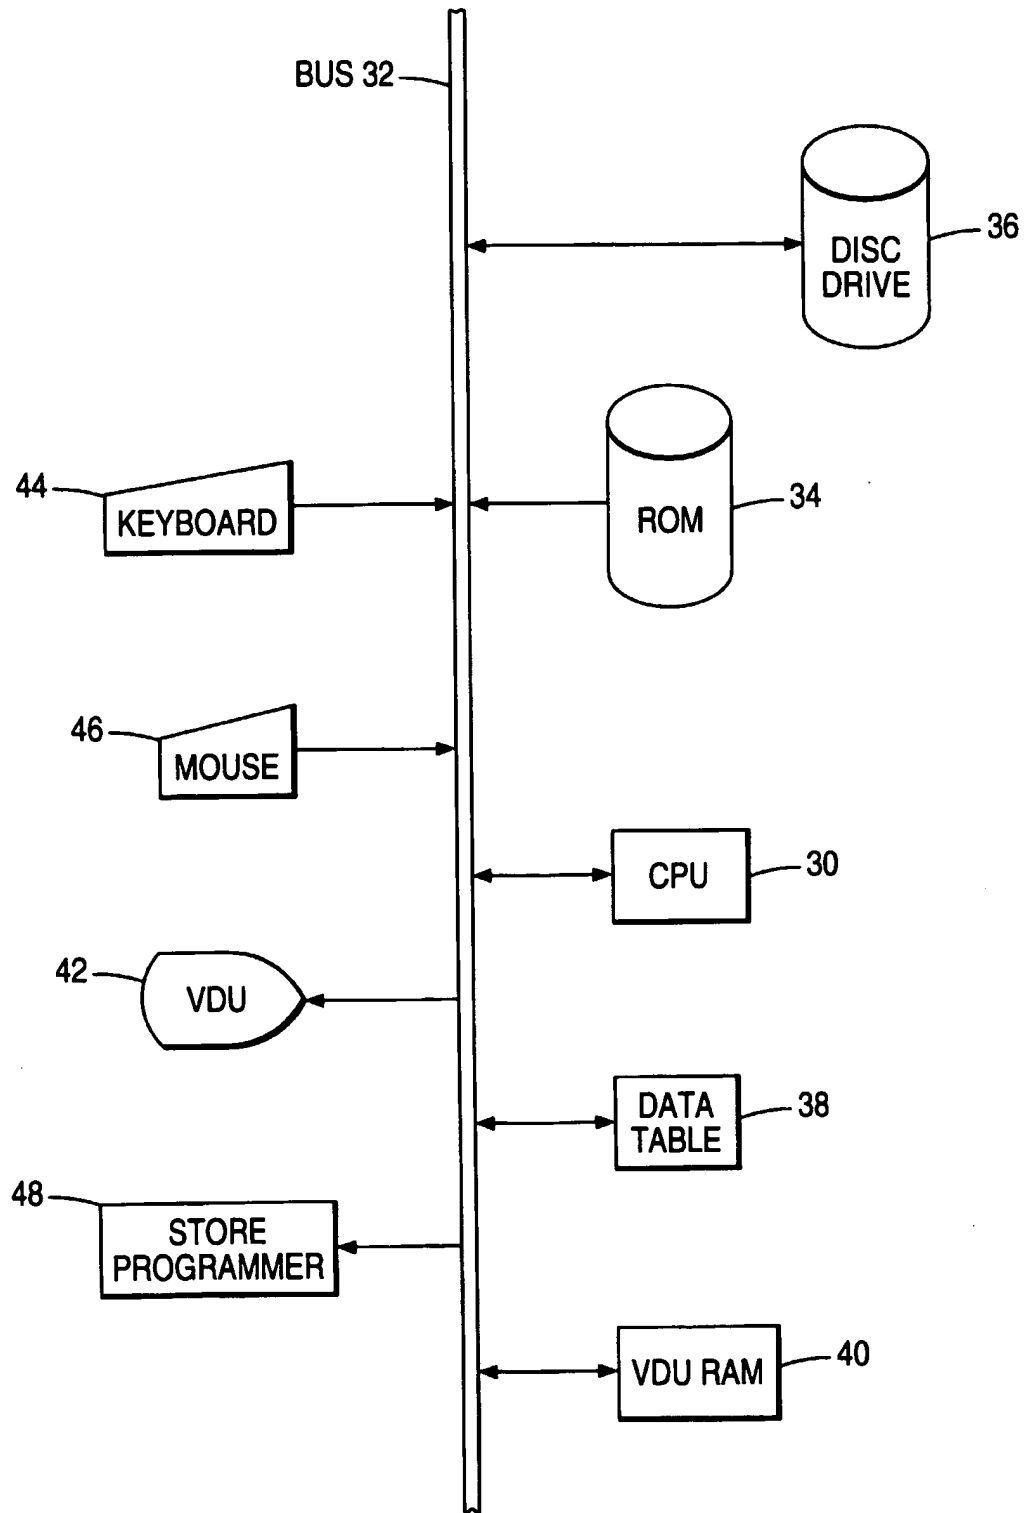 BUS 32
DISC
DRIVE
36
44
KEYBOARD
ROM
34
46
MOUSE
CPU
30
42
VDU
DATA
TABLE
38
48
STORE
PROGRAMMER
VDU RAM
40